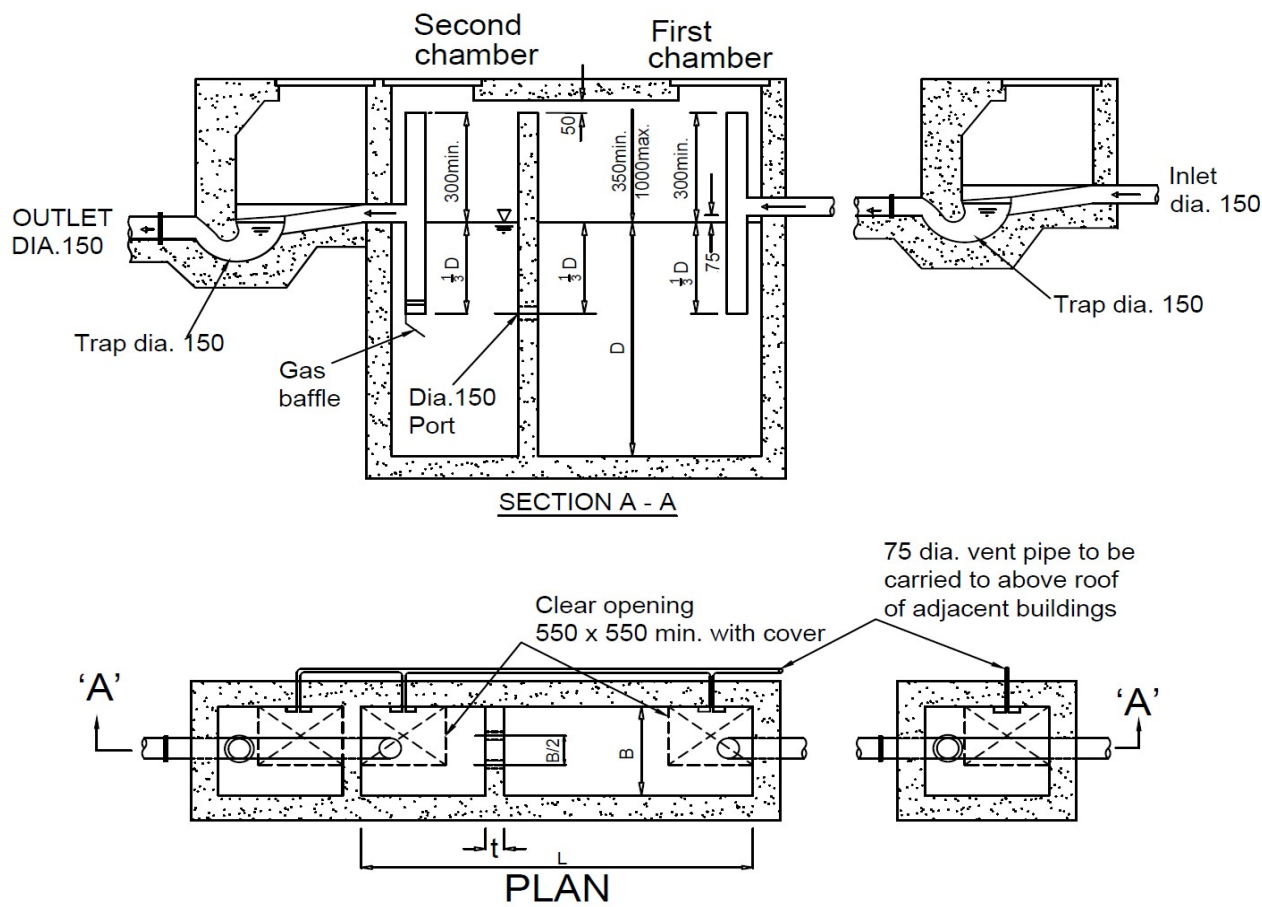 Second
chamber
First
chamber
50
300min.
350min.
1000max.
300min.
Inlet
dia. 150
OUTLET
DIA.150
1/3 D
1/3 D
1/3 D
75
D
Trap dia. 150
Trap dia. 150
Gas
baffle
Dia.150
Port
SECTION A - A
75 dia. vent pipe to be
carried to above roof
of adjacent buildings
Clear opening
550 x 550 min. with cover
‘A’
‘A’
B/2
B
t
L
PLAN